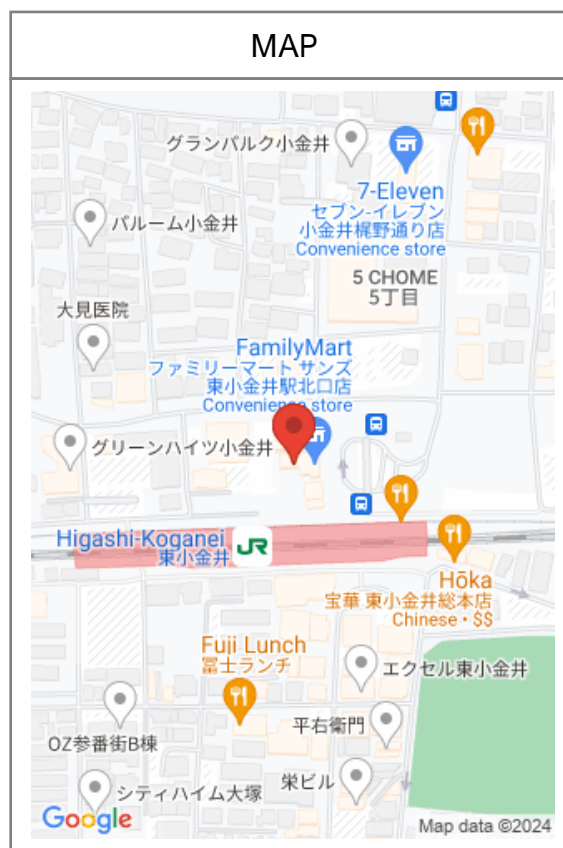 MAP
グランパルク小金井
7-Eleven
セブン-イレブン
小金井梶野通り店
Convenience store
パルーム小金井
5 CHOME
5丁目
大見医院
FamilyMart
ファミリーマート サンズ
東小金井駅北口店
Convenience store
グリーンハイツ小金井
Higashi-Koganei
東小金井
JR
Hōka
宝華 東小金井総本店
Chinese・$$
Fuji Lunch
冨士ランチ
エクセル東小金井
平右衛門
OZ参番街B棟
栄ビル
シティハイム大塚
Google
Map data ©2024